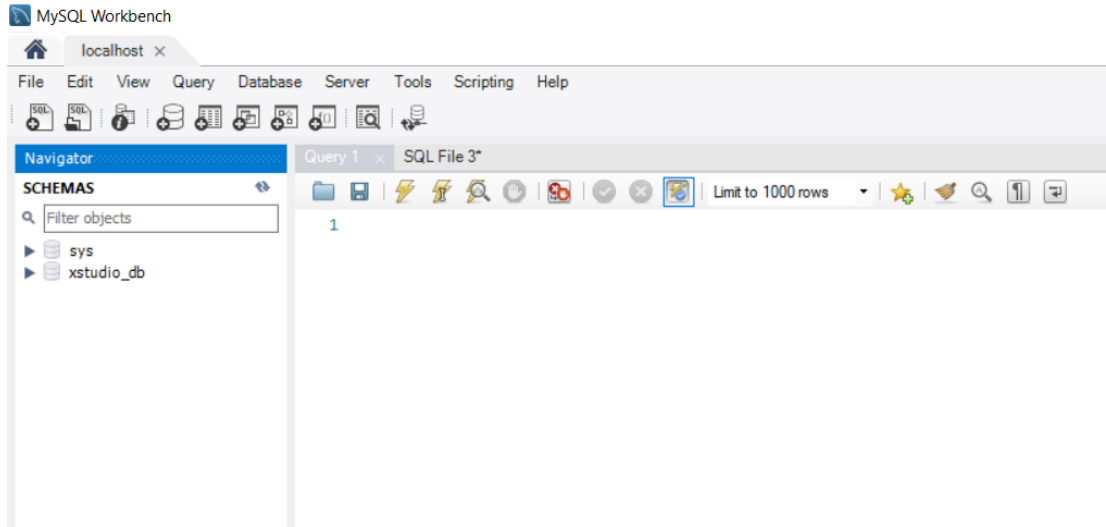 MySQL Workbench
localhost
File Edit View Query Database Server Tools Scripting Help
Navigator
Query 1 SQL File 3*
SCHEMAS
Limit to 1000 rows
Filter objects
1
sys
xstudio_db